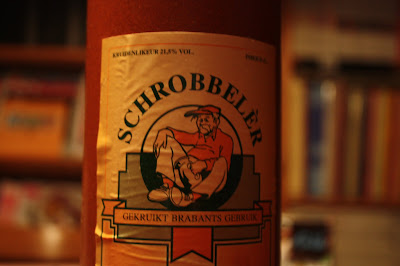 KRUIDENLIKEUR 21,5% VOL.
SCHROBBELÈR
GEKRUIKT BRABANTS GEBRUIK